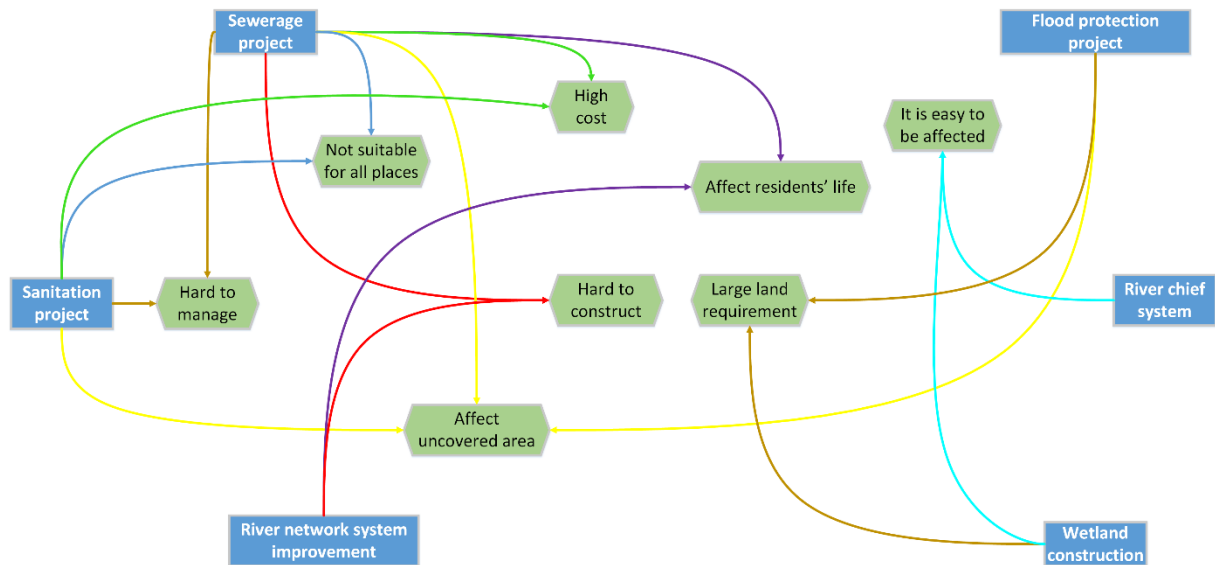 Sewerage
project
Flood protection
project
High
cost
It is easy to
be affected
Not suitable
for all places
Affect residents’ life
Sanitation
project
Hard to
manage
Hard to
construct
Large land
requirement
River chief
system
Affect
uncovered area
River network system
improvement
Wetland
construction